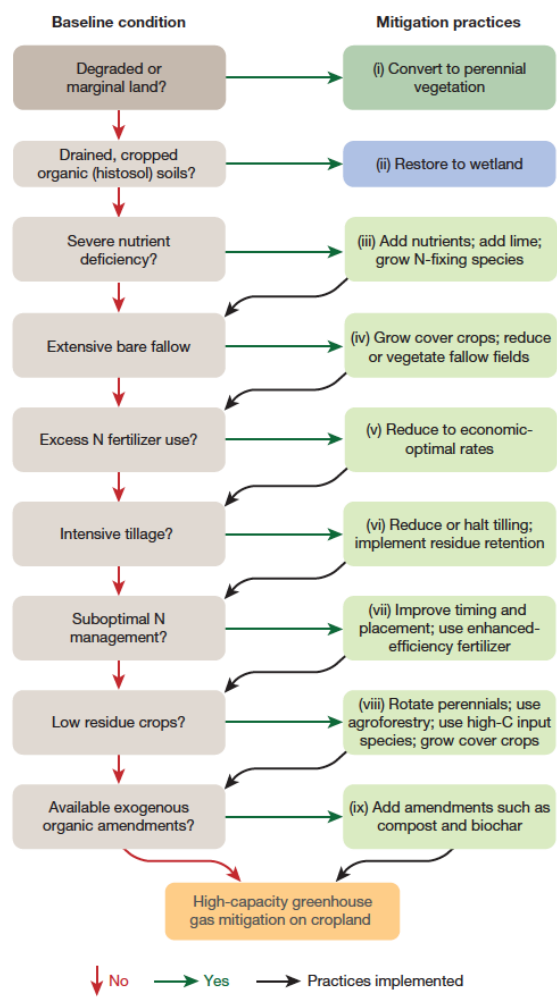 Baseline condition
Mitigation practices
Degraded or
marginal land?
(i) Convert to perennial
vegetation
Drained, cropped
organic (histosol) soils?
(ii) Restore to wetland
Severe nutrient
deficiency?
(iii) Add nutrients; add lime;
grow N-fixing species
Extensive bare fallow
(iv) Grow cover crops; reduce
or vegetate fallow fields
Excess N fertilizer use?
(v) Reduce to economic-
optimal rates
Intensive tillage?
(vi) Reduce or halt tilling;
implement residue retention
Suboptimal N
management?
(vii) Improve timing and
placement; use enhanced-
efficiency fertilizer
Low residue crops?
(viii) Rotate perennials; use
agroforestry; use high-C input
species; grow cover crops
Available exogenous
organic amendments?
(ix) Add amendments such as
compost and biochar
High-capacity greenhouse
gas mitigation on cropland
No
Yes
Practices implemented